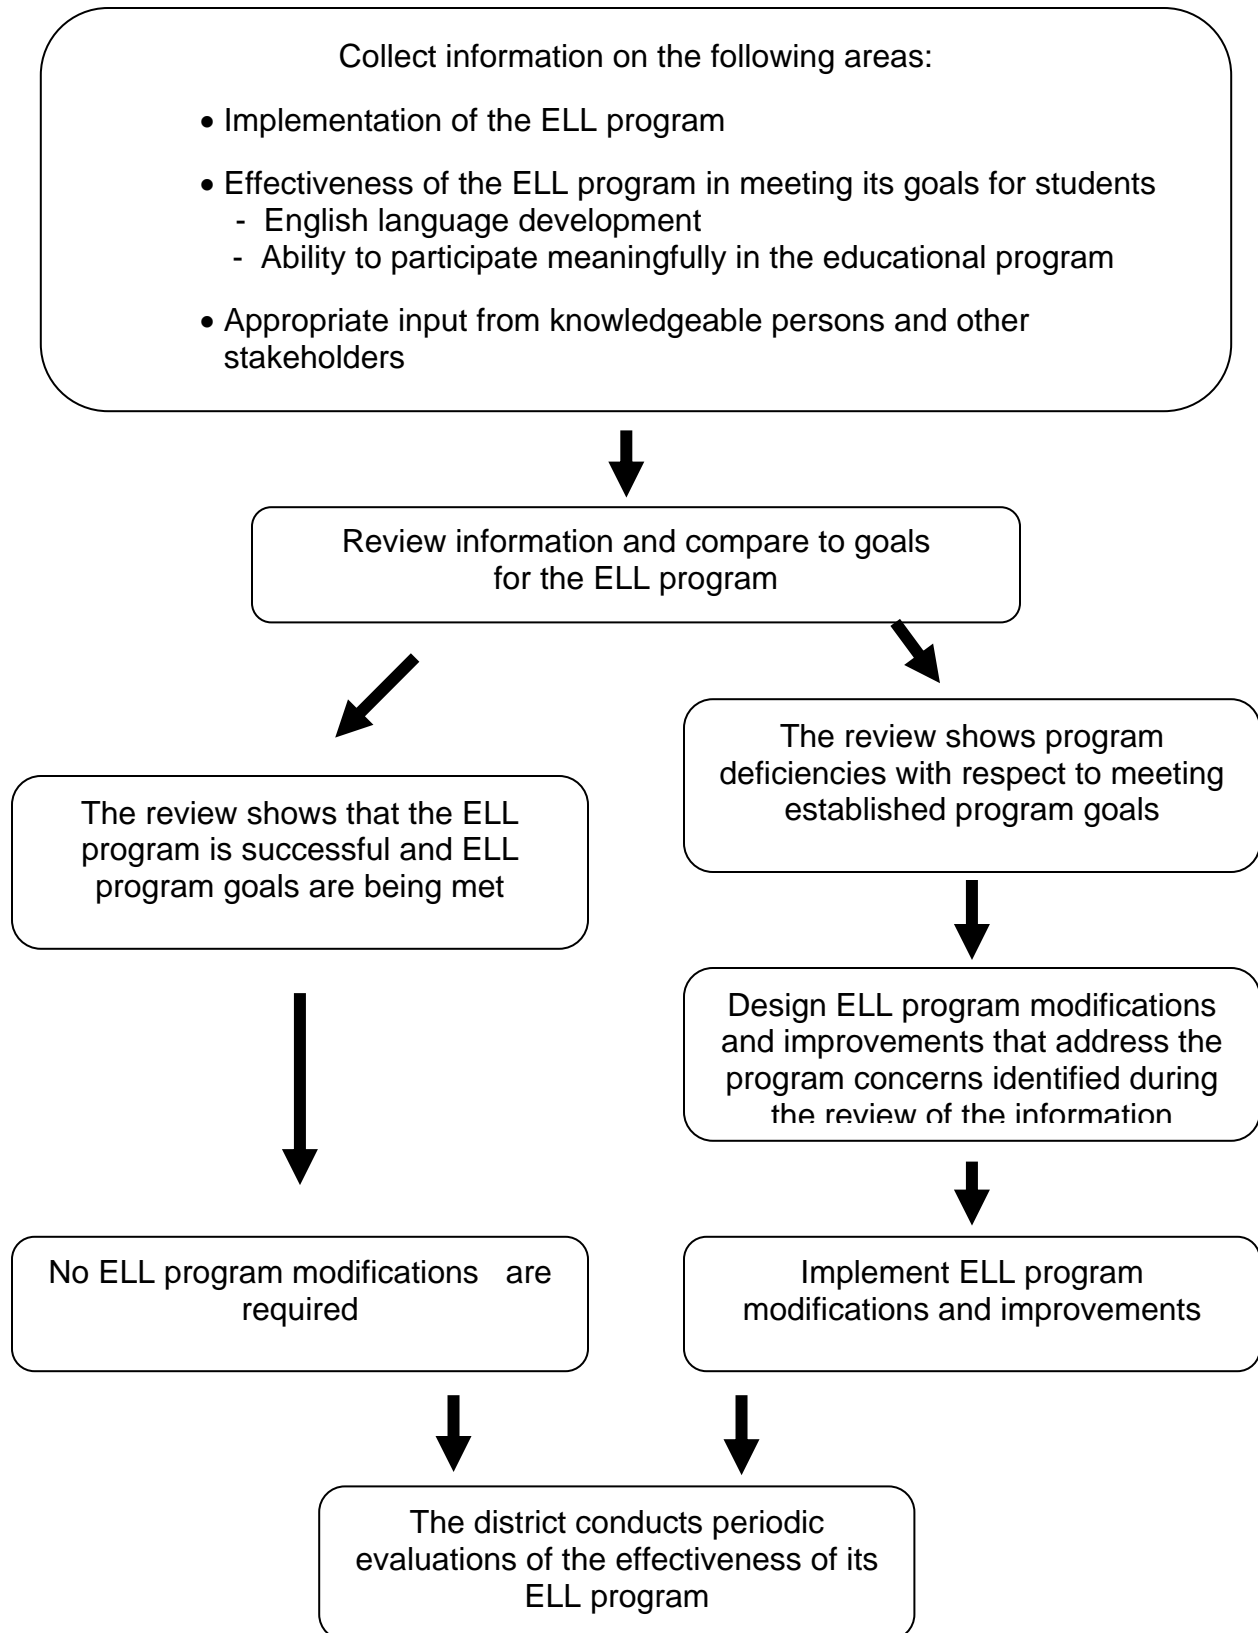 Collect information on the following areas:
• Implementation of the ELL program
• Effectiveness of the ELL program in meeting its goals for students
- English language development
- Ability to participate meaningfully in the educational program
• Appropriate input from knowledgeable persons and other
stakeholders
Review information and compare to goals
for the ELL program
The review shows that the ELL
program is successful and ELL
program goals are being met
The review shows program
deficiencies with respect to meeting
established program goals
Design ELL program modifications
and improvements that address the
program concerns identified during
the review of the information
No ELL program modifications are
required
Implement ELL program
modifications and improvements
The district conducts periodic
evaluations of the effectiveness of its
ELL program